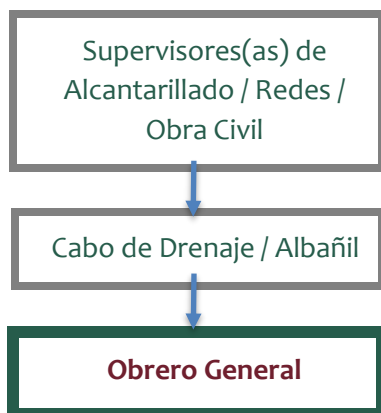 Supervisores(as) de
Alcantarillado / Redes /
Obra Civil
Cabo de Drenaje / Albañil
Obrero General